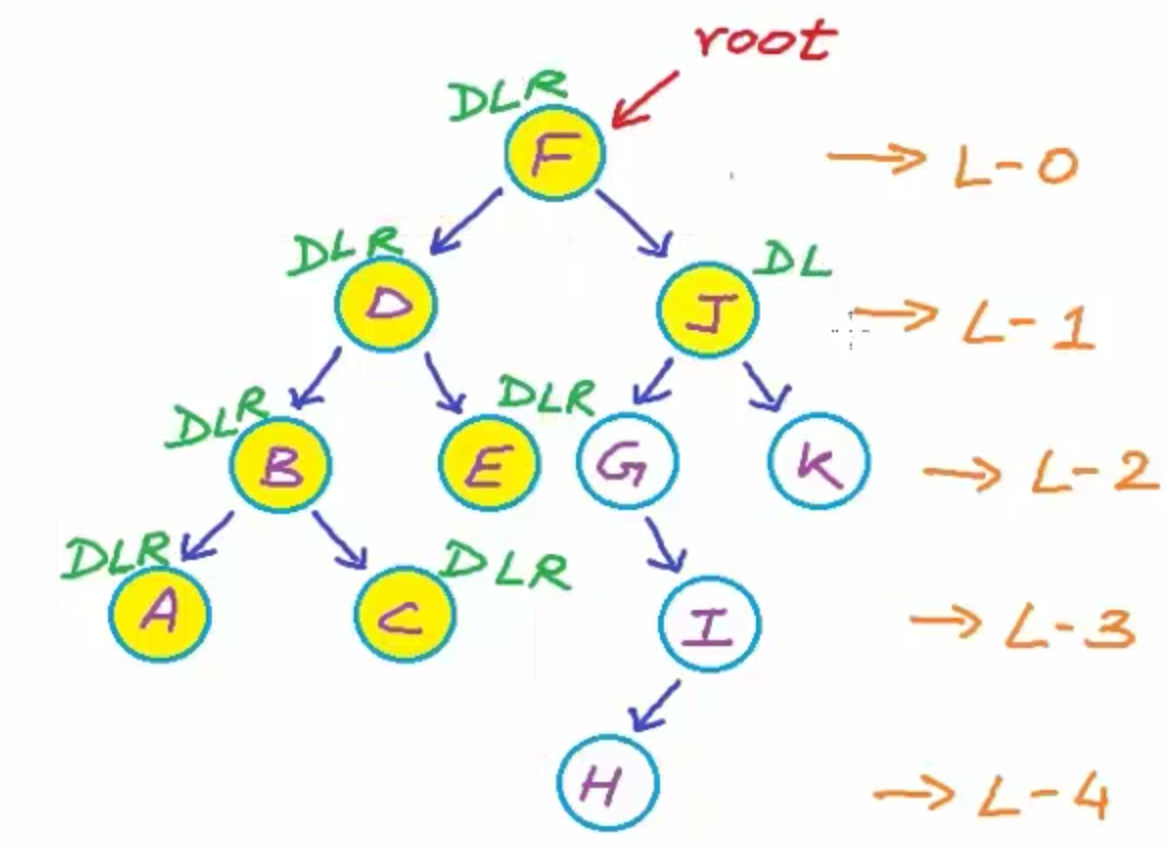 root
DLR
F
L-0
DLR
DL
D
J
L-1
DLR
DLR
B
E
G
K
L-2
DLR
DLR
A
C
I
L-3
H
L-4